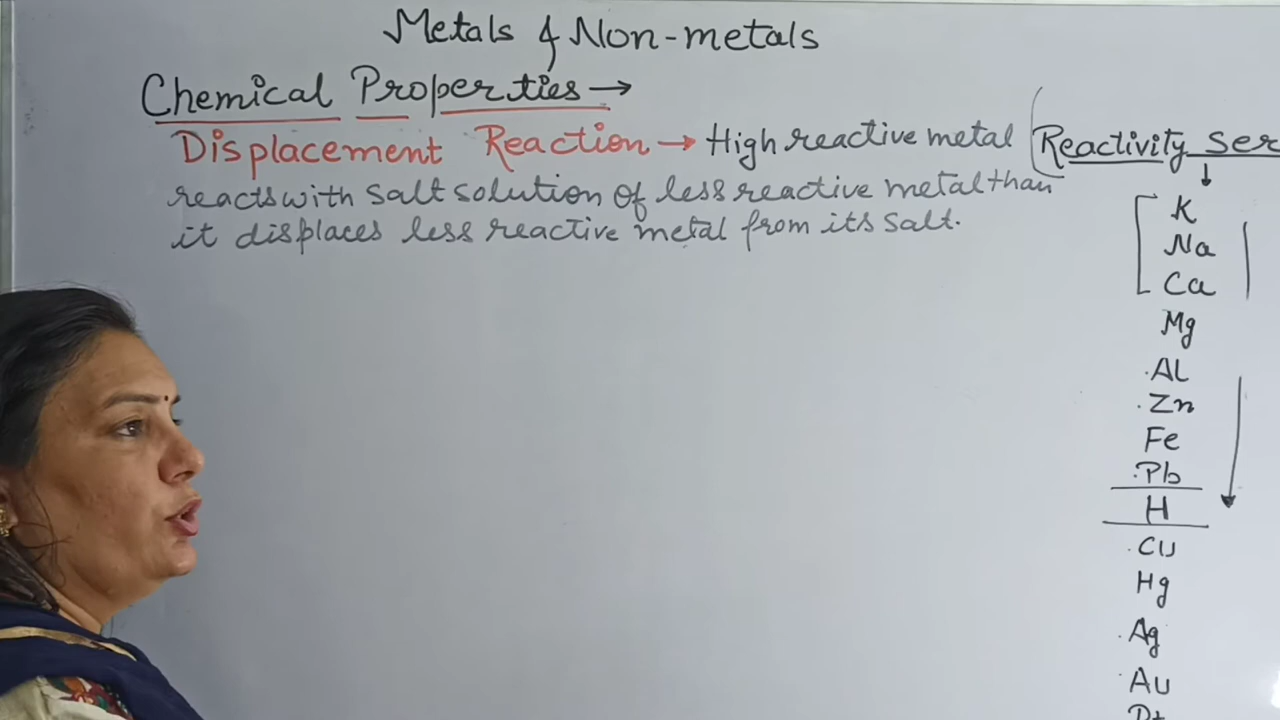 Metals & Non-metals
Chemical Properties →
Displacement Reaction → High reactive metal
reacts with salt solution of less reactive metal than
it displaces less reactive metal from its salt.
Reactivity Ser
↓
K
Na
Ca
Mg
.Al
.Zn
Fe
.Pb
H
.Cu
Hg
.Ag
.Au
Pt